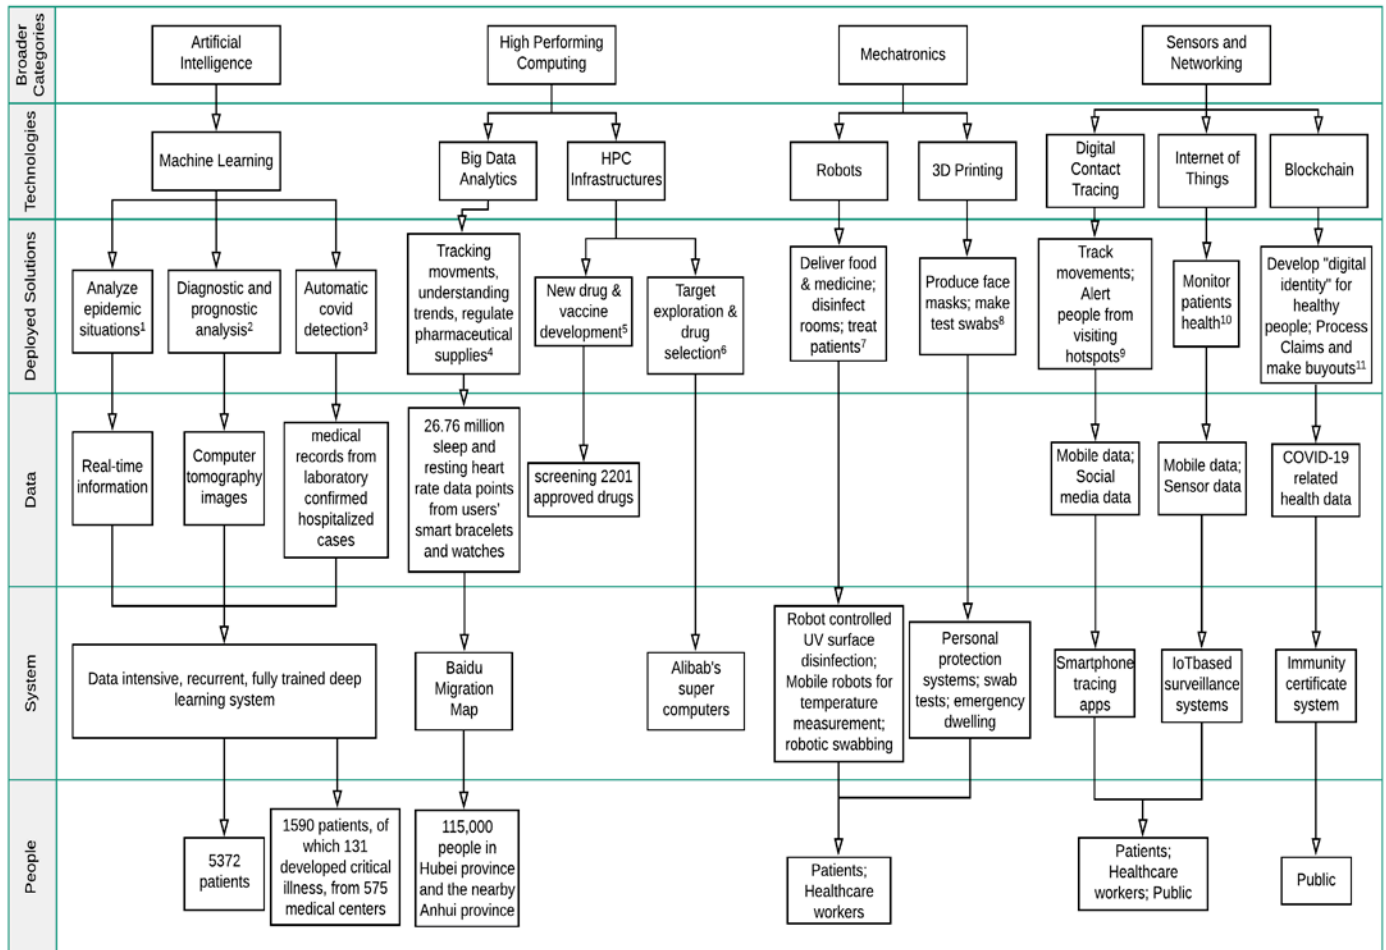 Broader
Categories
Artificial
Intelligence
High Performing
Computing
Mechatronics
Sensors and
Networking
Technologies
Machine Learning
Big Data
Analytics
HPC
Infrastructures
Robots
3D Printing
Digital
Contact
Tracing
Internet of
Things
Blockchain
Deployed Solutions
Analyze
epidemic
situations¹
Diagnostic and
prognostic
analysis²
Automatic
covid
detection³
Tracking
movments,
understanding
trends, regulate
pharmaceutical
supplies⁴
New drug &
vaccine
development⁵
Target
exploration &
drug
selection⁶
Deliver food
& medicine;
disinfect
rooms; treat
patients⁷
Produce face
masks; make
test swabs⁸
Track
movements;
Alert
people from
visiting
hotspots⁹
Monitor
patients
health¹⁰
Develop "digital
identity" for
healthy
people; Process
Claims and
make buyouts¹¹
Data
Real-time
information
Computer
tomography
images
medical
records from
laboratory
confirmed
hospitalized
cases
26.76 million
sleep and
resting heart
rate data points
from users'
smart bracelets
and watches
screening 2201
approved drugs
Mobile data;
Social
media data
Mobile data;
Sensor data
COVID-19
related
health data
System
Data intensive, recurrent, fully trained deep
learning system
Baidu
Migration
Map
Alibab's
super
computers
Robot controlled
UV surface
disinfection;
Mobile robots for
temperature
measurement;
robotic swabbing
Personal
protection
systems; swab
tests; emergency
dwelling
Smartphone
tracing
apps
IoTbased
surveillance
systems
Immunity
certificate
system
People
5372
patients
1590 patients, of
which 131
developed critical
illness, from 575
medical centers
115,000
people in
Hubei province
and the nearby
Anhui province
Patients;
Healthcare
workers
Patients;
Healthcare
workers; Public
Public